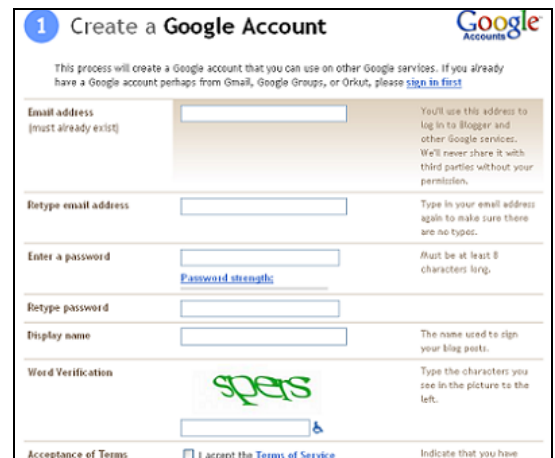 1 Create a Google Account
Google
Accounts
This process will create a Google account that you can use on other Google services. If you already
have a Google account perhaps from Gmail, Google Groups, or Orkut, please sign in first
Email address
(must already exist)
You'll use this address to
log in to Blogger and
other Google services.
We'll never share it with
third parties without your
permission.
Retype email address
Type in your email address
again to make sure there
are no typos.
Enter a password
Must be at least 8
characters long.
Password strength:
Retype password
Display name
The name used to sign
your blog posts.
Word Verification
Type the characters you
see in the picture to the
left.
spers
Acceptance of Terms
I accept the Terms of Service
Indicate that you have